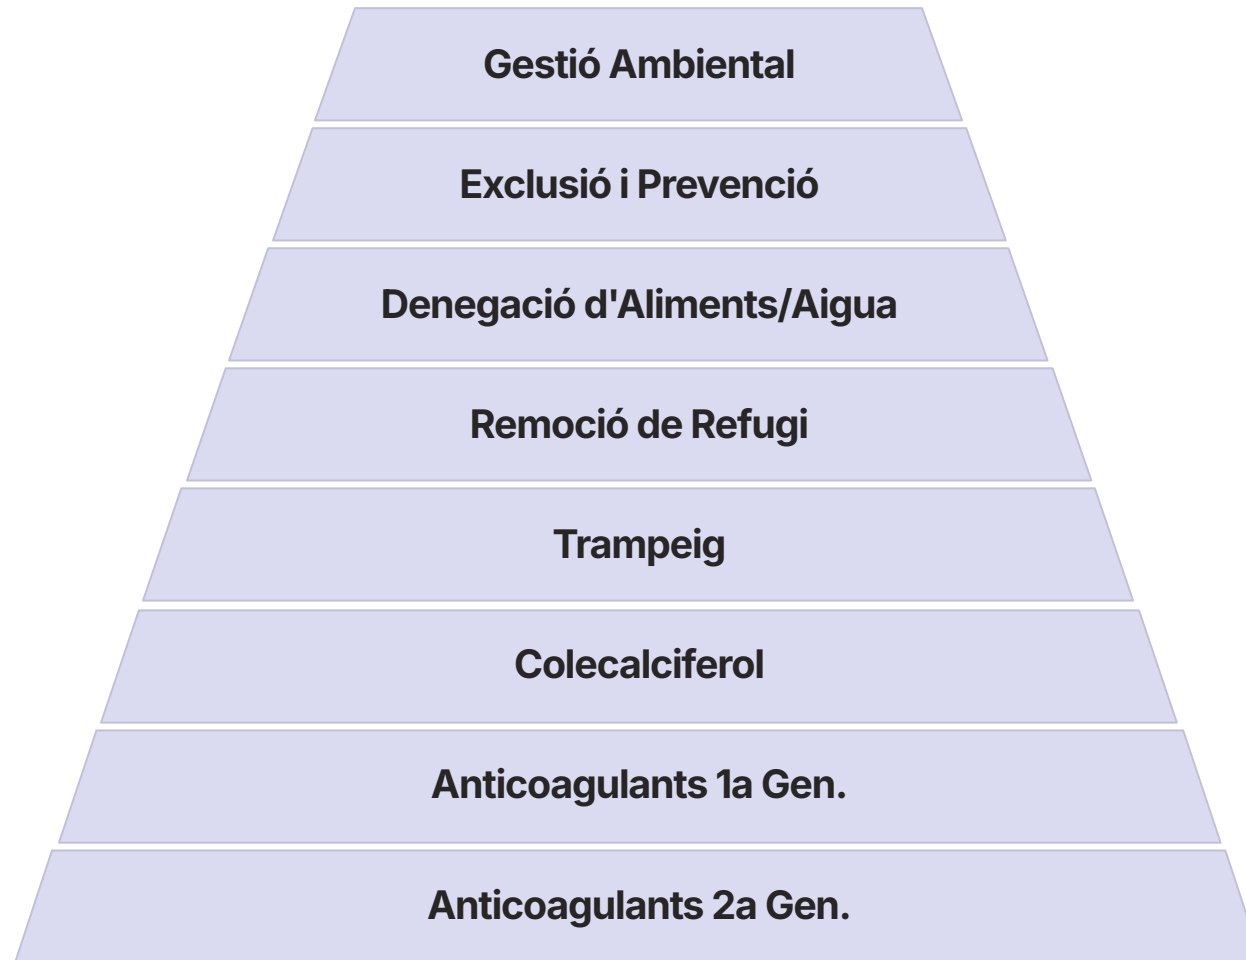 Gestió Ambiental
Exclusió i Prevenció
Denegació d'Aliments/Aigua
Remoció de Refugi
Trampeig
Colecalciferol
Anticoagulants 1a Gen.
Anticoagulants 2a Gen.